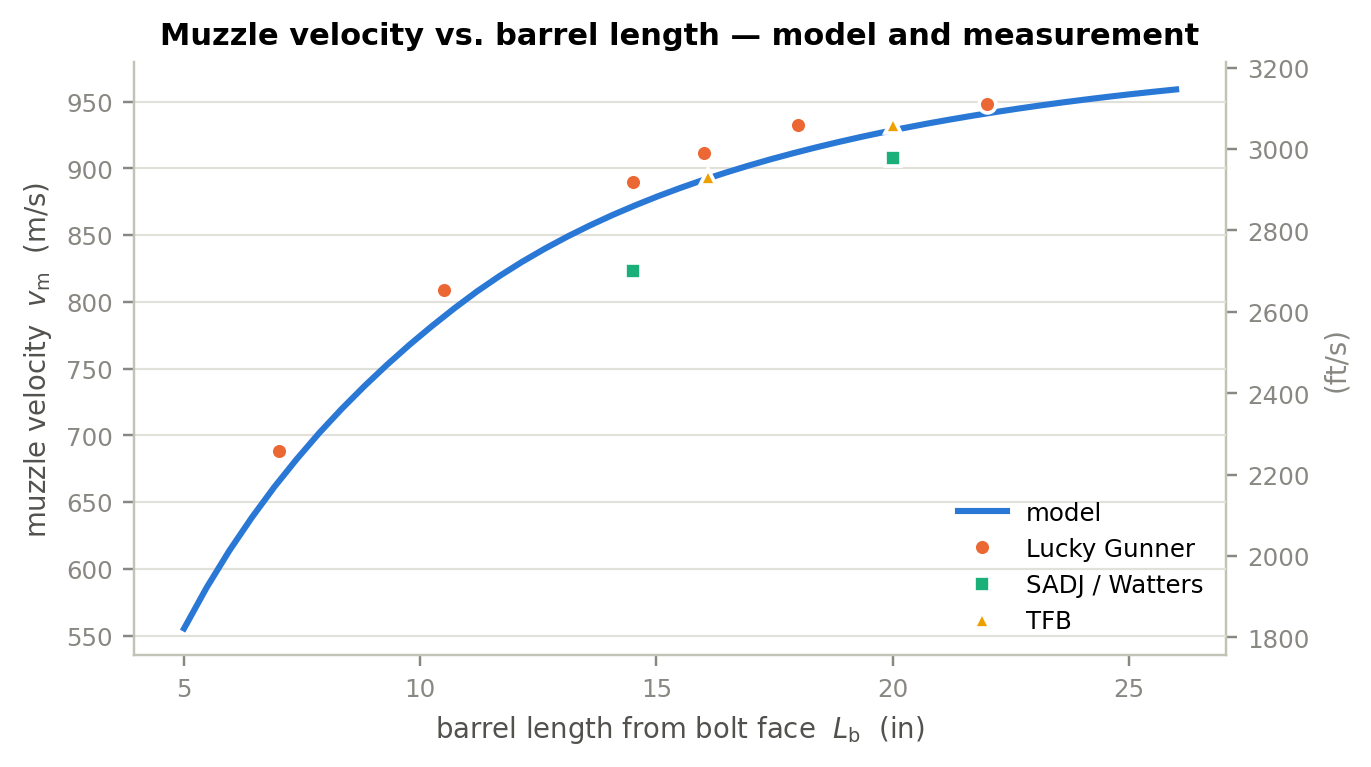 Muzzle velocity vs. barrel length — model and measurement
muzzle velocity vm (m/s)
950
900
850
800
750
700
650
600
550
3200
3000
2800
2600
2400
2200
2000
1800
(ft/s)
model
Lucky Gunner
SADJ / Watters
TFB
5 10 15 20 25
barrel length from bolt face Lb (in)